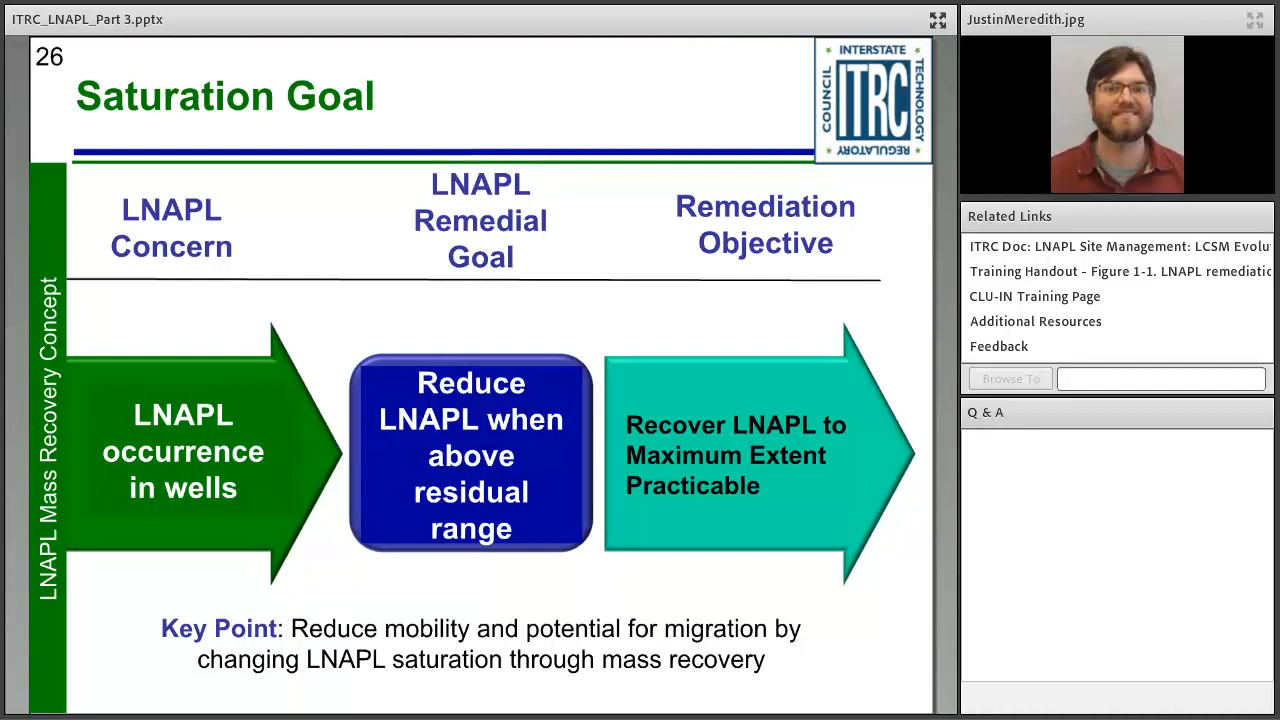 ITRC_LNAPL_Part 3.pptx
26
Saturation Goal
INTERSTATE
COUNCIL
ITRC
TECHNOLOGY
REGULATORY
LNAPL Mass Recovery Concept
LNAPL
Concern
LNAPL
Remedial
Goal
Remediation
Objective
LNAPL
occurrence
in wells
Reduce
LNAPL when
above
residual
range
Recover LNAPL to
Maximum Extent
Practicable
Key Point: Reduce mobility and potential for migration by
changing LNAPL saturation through mass recovery
JustinMeredith.jpg
Related Links
ITRC Doc: LNAPL Site Management: LCSM Evolu
Training Handout - Figure 1-1. LNAPL remediatic
CLU-IN Training Page
Additional Resources
Feedback
Browse To
Q & A